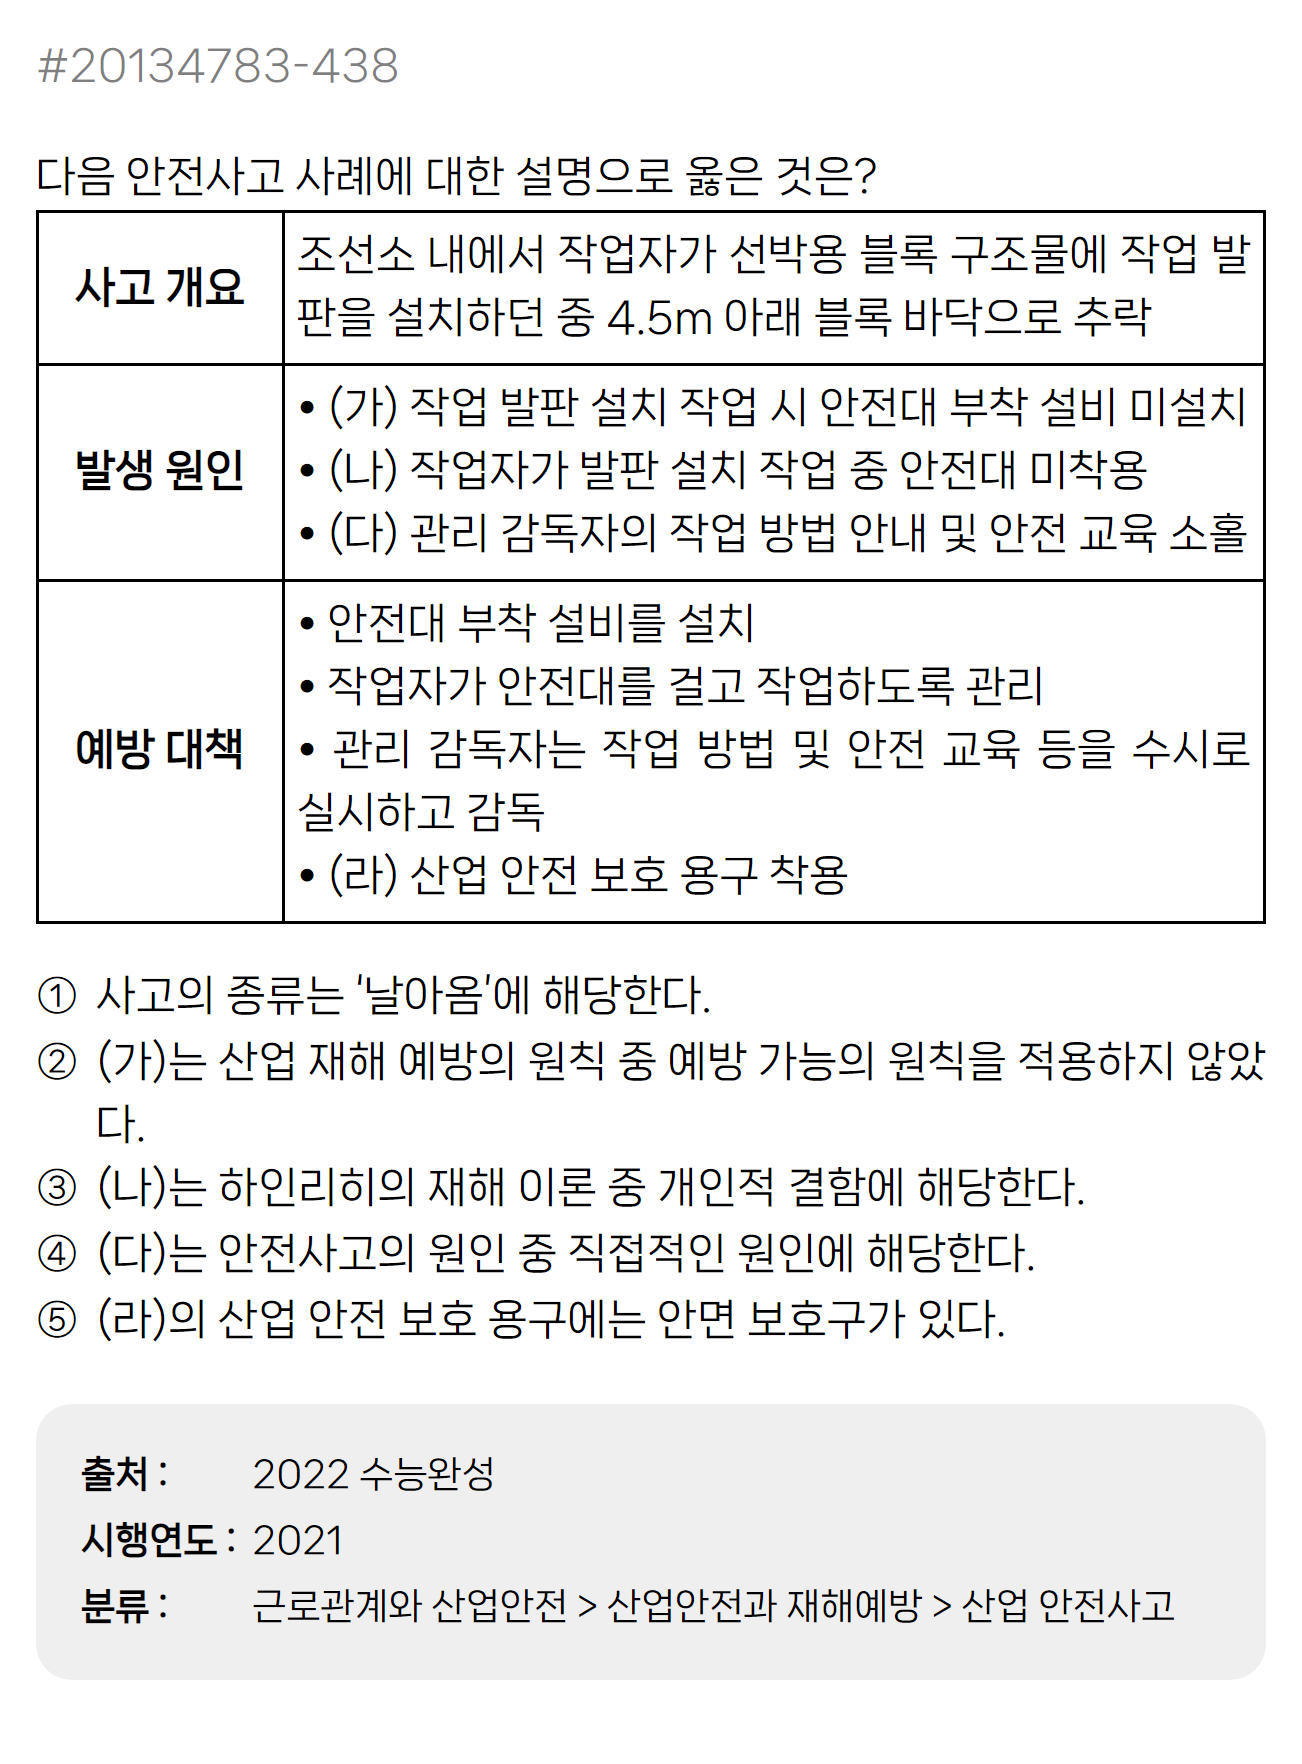 #20134783-438
다음 안전사고 사례에 대한 설명으로 옳은 것은?
사고 개요
조선소 내에서 작업자가 선박용 블록 구조물에 작업 발
판을 설치하던 중 4.5m 아래 블록 바닥으로 추락
발생 원인
• (가) 작업 발판 설치 작업 시 안전대 부착 설비 미설치
• (나) 작업자가 발판 설치 작업 중 안전대 미착용
• (다) 관리 감독자의 작업 방법 안내 및 안전 교육 소홀
예방 대책
• 안전대 부착 설비를 설치
• 작업자가 안전대를 걸고 작업하도록 관리
• 관리 감독자는 작업 방법 및 안전 교육 등을 수시로
실시하고 감독
• (라) 산업 안전 보호 용구 착용
① 사고의 종류는 '날아옴'에 해당한다.
② (가)는 산업 재해 예방의 원칙 중 예방 가능의 원칙을 적용하지 않았
다.
③ (나)는 하인리히의 재해 이론 중 개인적 결함에 해당한다.
④ (다)는 안전사고의 원인 중 직접적인 원인에 해당한다.
⑤ (라)의 산업 안전 보호 용구에는 안면 보호구가 있다.
출처 : 2022 수능완성
시행연도 : 2021
분류 : 근로관계와 산업안전 > 산업안전과 재해예방 > 산업 안전사고